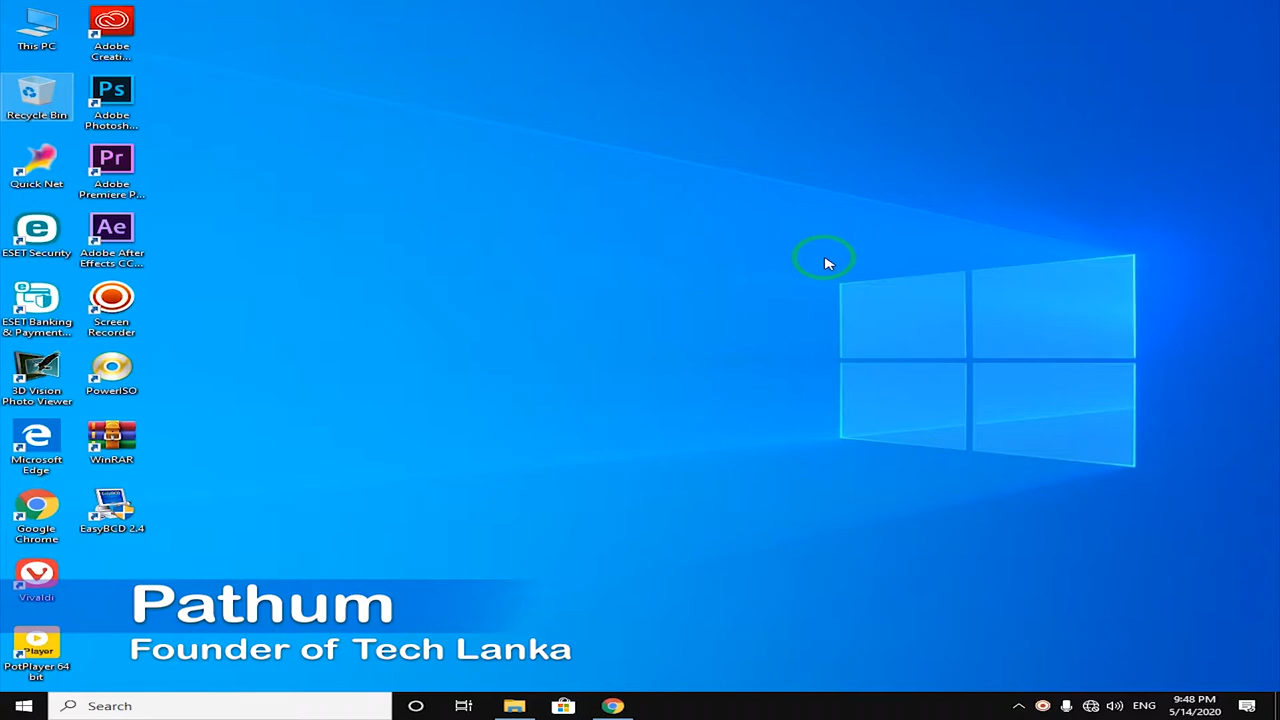 This PC
Adobe
Creati...
Recycle Bin
Ps
Adobe
Photosh...
Quick Net
Pr
Adobe
Premiere P...
e
ESET Security
Ae
Adobe After
Effects CC...
e
ESET Banking
& Payment...
Screen
Recorder
3D Vision
Photo Viewer
PowerISO
Microsoft
Edge
WinRAR
Google
Chrome
EasyBCD 2.4
Vivaldi
Player
PotPlayer 64
bit
Pathum
Founder of Tech Lanka
Search
ENG
9:48 PM
5/14/2020